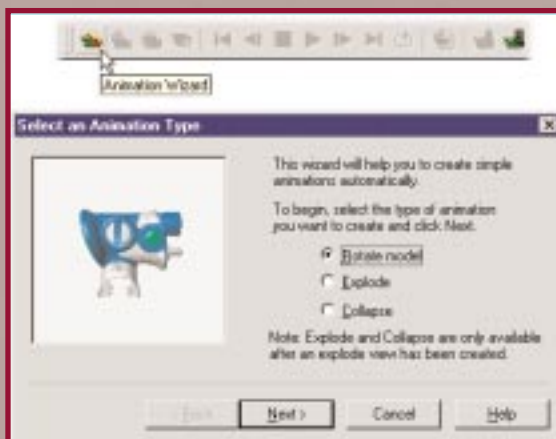 Animation Wizard
Select an Animation Type
This wizard will help you to create simple
animations automatically.
To begin, select the type of animation
you want to create and click Next.
Rotate model
Explode
Collapse
Note: Explode and Collapse are only available
after an explode view has been created.
< Back
Next >
Cancel
Help